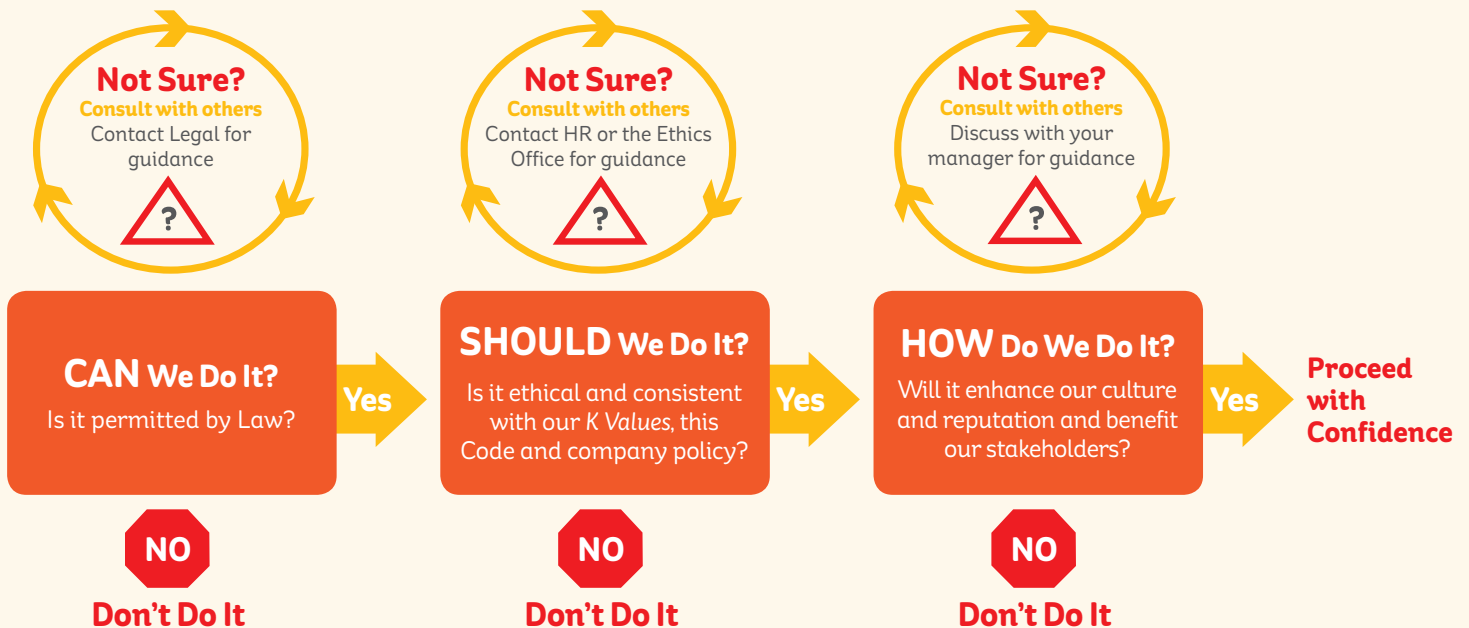 Not Sure?
Consult with others
Contact Legal for
guidance
?
Not Sure?
Consult with others
Contact HR or the Ethics
Office for guidance
?
Not Sure?
Consult with others
Discuss with your
manager for guidance
?
CAN We Do It?
Is it permitted by Law?
Yes
SHOULD We Do It?
Is it ethical and consistent
with our K Values, this
Code and company policy?
Yes
HOW Do We Do It?
Will it enhance our culture
and reputation and benefit
our stakeholders?
Yes
Proceed
with
Confidence
NO
Don’t Do It
NO
Don’t Do It
NO
Don’t Do It